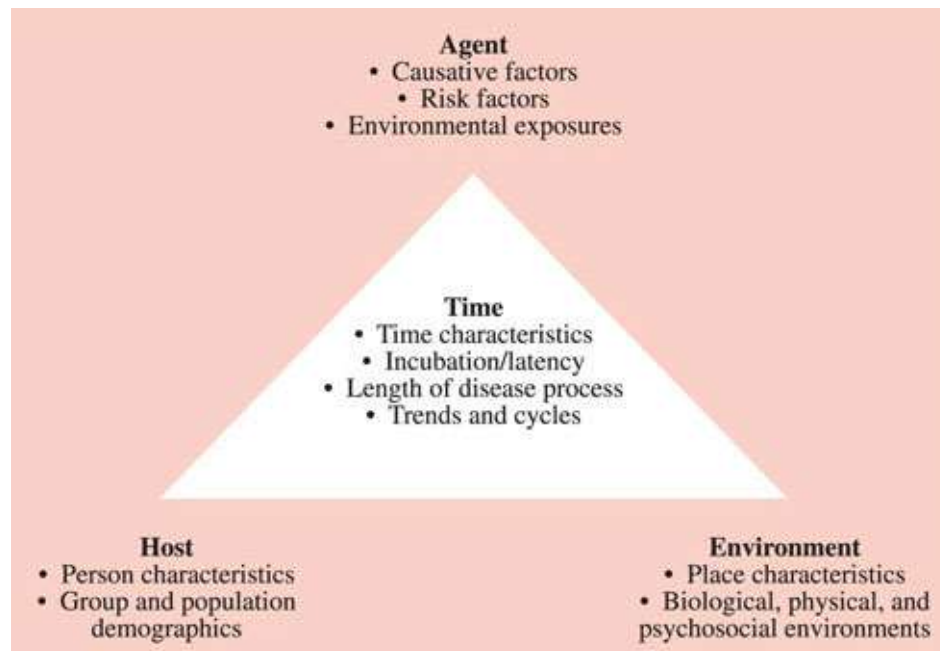 Agent
• Causative factors
• Risk factors
• Environmental exposures
Time
• Time characteristics
• Incubation/latency
• Length of disease process
• Trends and cycles
Host
• Person characteristics
• Group and population
demographics
Environment
• Place characteristics
• Biological, physical, and
psychosocial environments